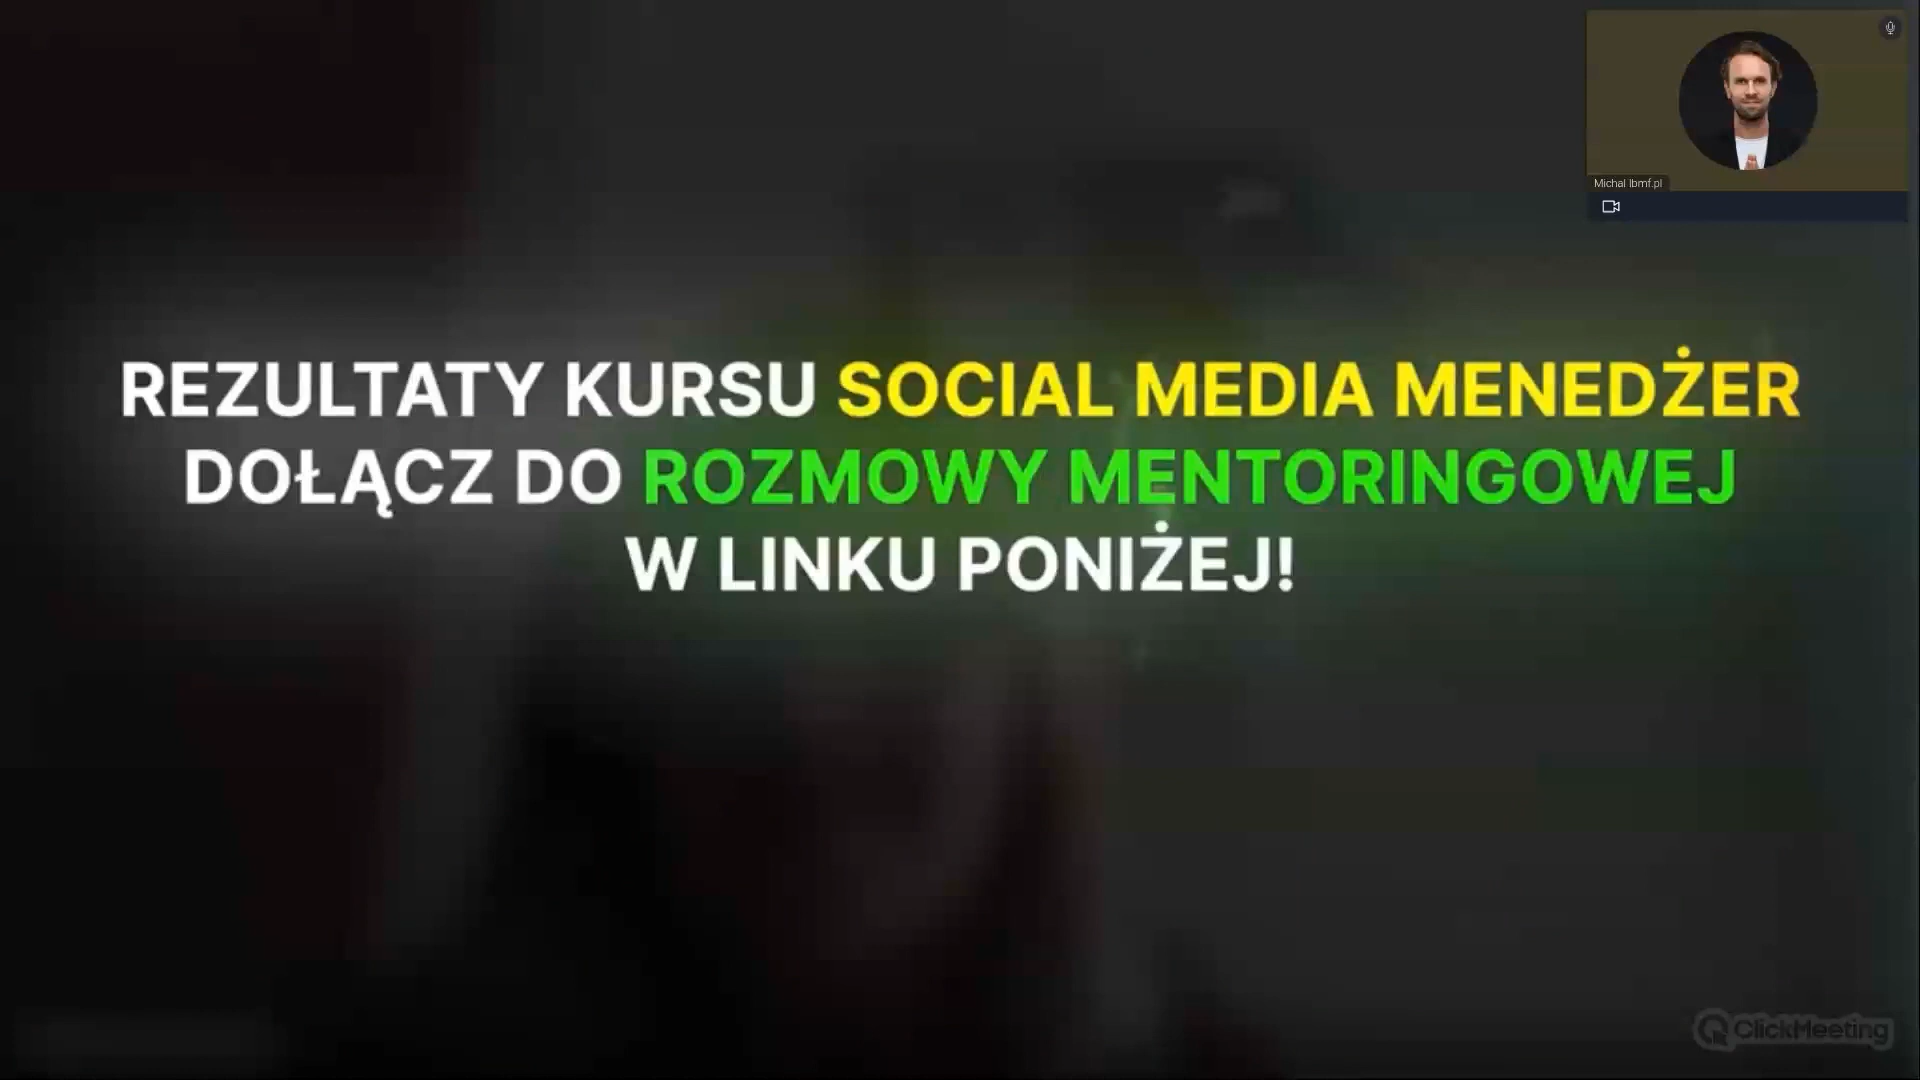 Michal lbmf.pl
REZULTATY KURSU SOCIAL MEDIA MENEDŻER
DOŁĄCZ DO ROZMOWY MENTORINGOWEJ
W LINKU PONIŻEJ!
ClickMeeting